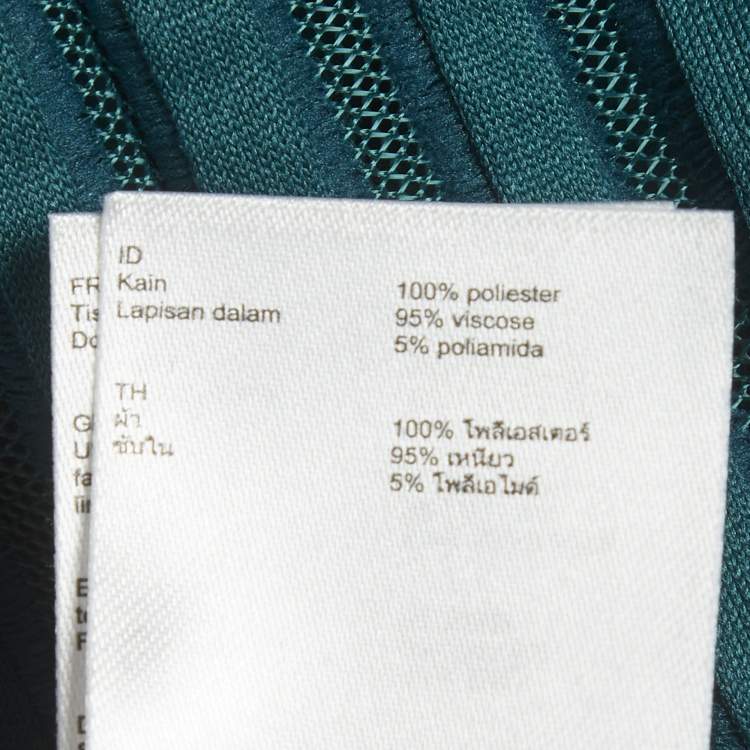 ID
Kain 100% poliester
Lapisan dalam 95% viscose
5% poliamida
TH
ผ้า 100% โพลีเอสเตอร์
ซับใน 95% เหนียว
5% โพลีเอไมด์
FR